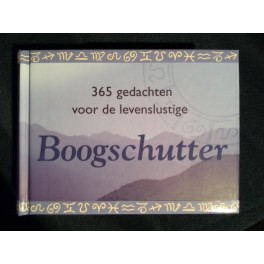 365 gedachten
voor de levenslustige
Boogschutter